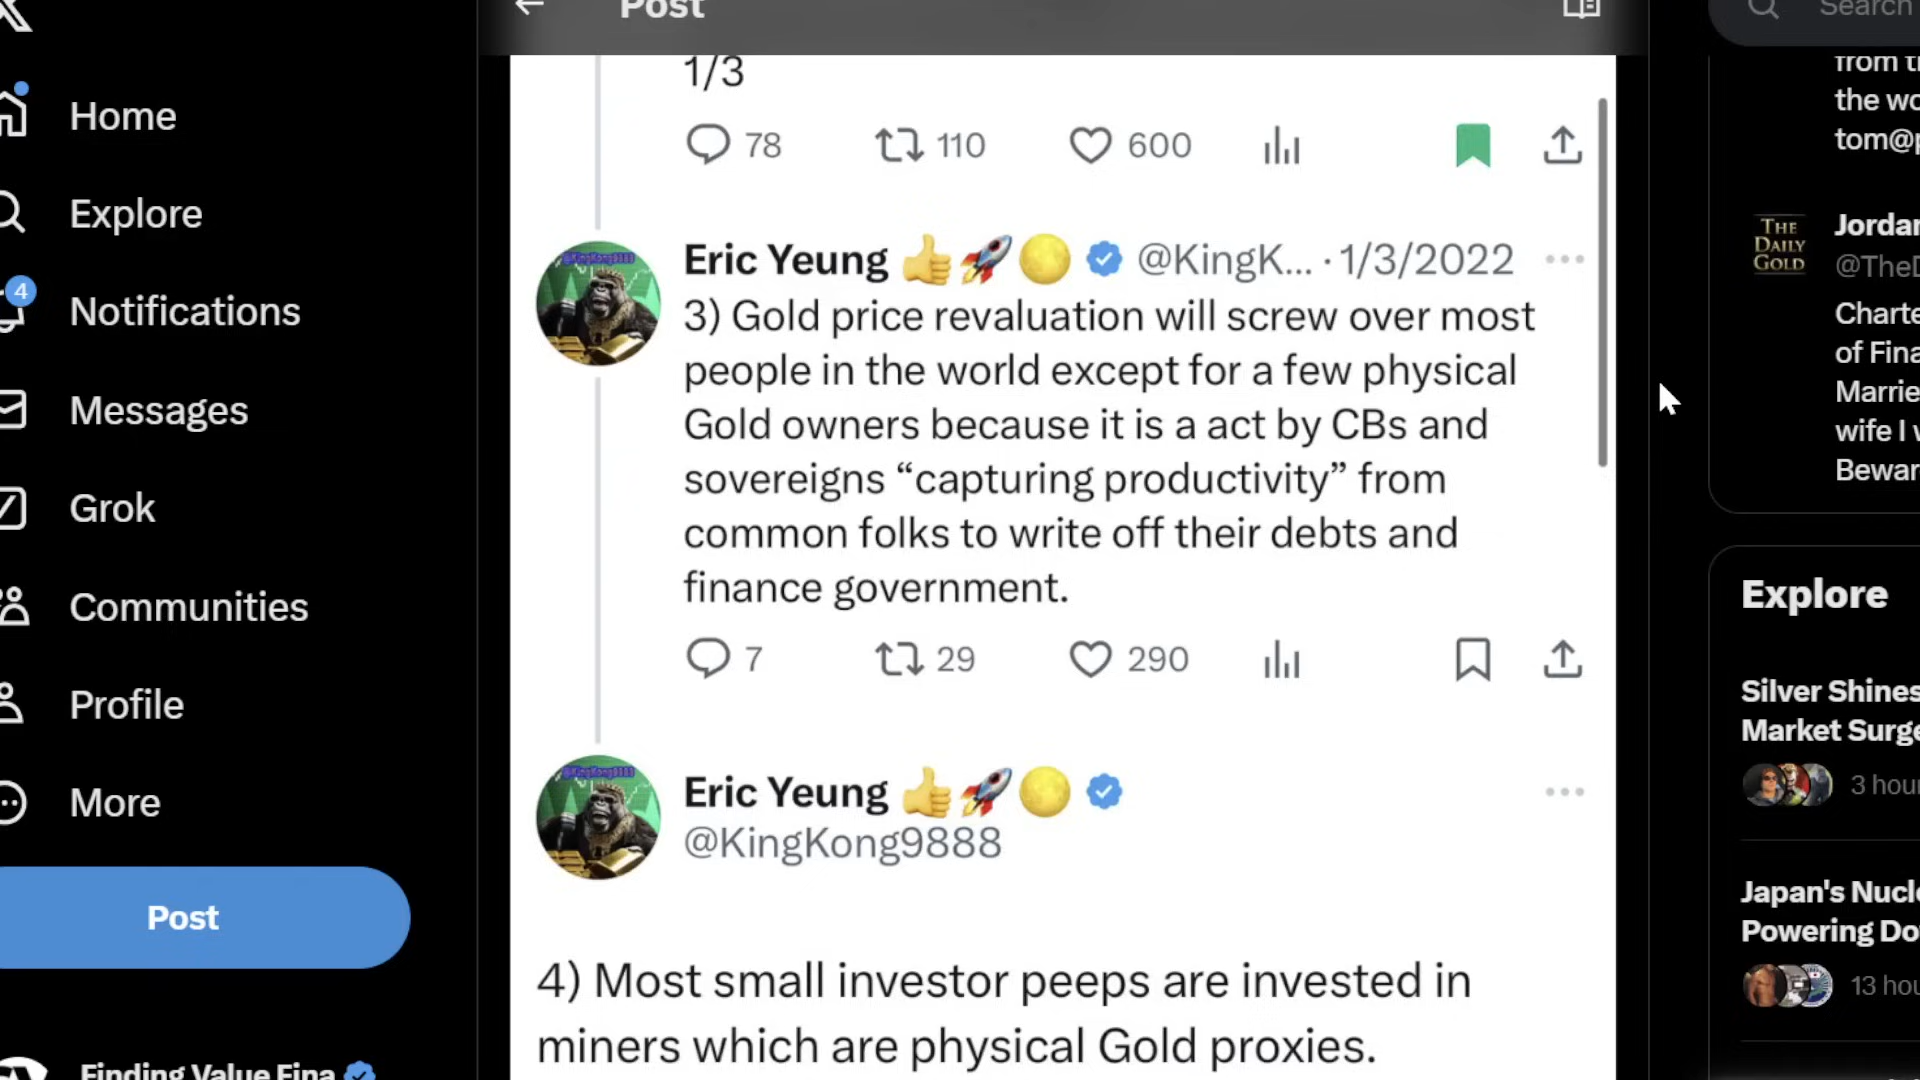 Post
Search
Home
Explore
Notifications
4
Messages
Grok
Communities
Profile
More
Post
Finding Value Fina
1/3
78 110 600
Eric Yeung @KingK... · 1/3/2022
3) Gold price revaluation will screw over most
people in the world except for a few physical
Gold owners because it is a act by CBs and
sovereigns “capturing productivity” from
common folks to write off their debts and
finance government.
7 29 290
@KingKong9888
Eric Yeung
@KingKong9888
4) Most small investor peeps are invested in
miners which are physical Gold proxies.
from t
the wo
tom@p
THE
DAILY
GOLD
Jordan
@TheD
Charte
of Fina
Marrie
wife I w
Bewar
Explore
Silver Shines
Market Surge
3 hour
Japan's Nucle
Powering Do
13 hou